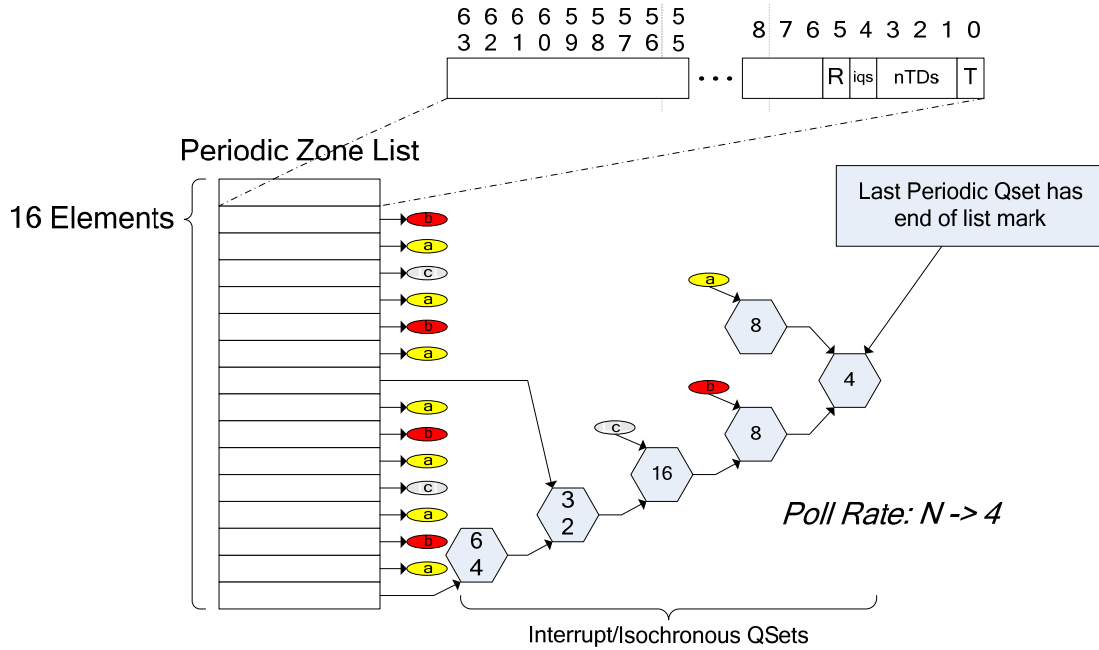 6 6 6 6 5 5 5 5 5
3 2 1 0 9 8 7 6 5
8 7 6 5 4 3 2 1 0
R iqs nTDs T
Periodic Zone List
16 Elements
Last Periodic Qset has
end of list mark
b
a
c
a
b
a
a
b
a
c
a
b
a
a
8
4
b
8
c
16
3
2
6
4
Poll Rate: N -> 4
Interrupt/Isochronous QSets